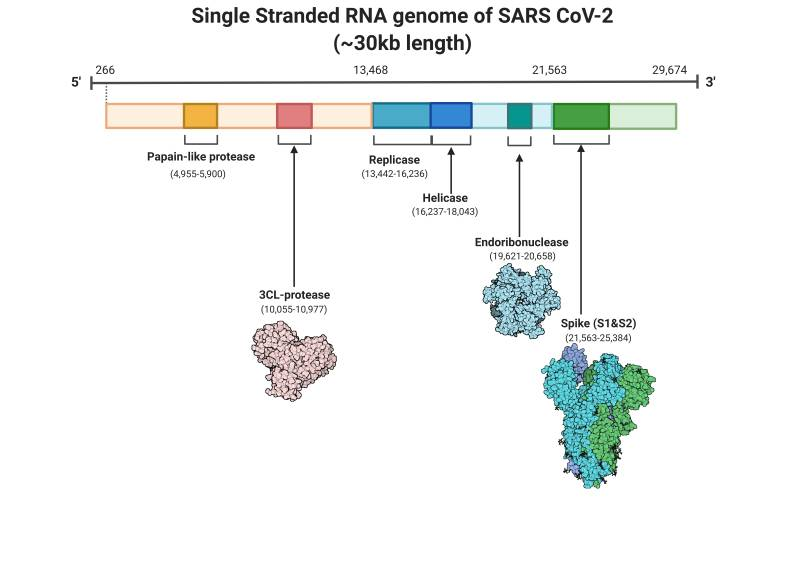 Single Stranded RNA genome of SARS CoV-2
(~30kb length)
266 13,468 21,563 29,674
5' 3'
Papain-like protease
(4,955-5,900)
Replicase
(13,442-16,236)
Helicase
(16,237-18,043)
Endoribonuclease
(19,621-20,658)
3CL-protease
(10,055-10,977)
Spike (S1&S2)
(21,563-25,384)